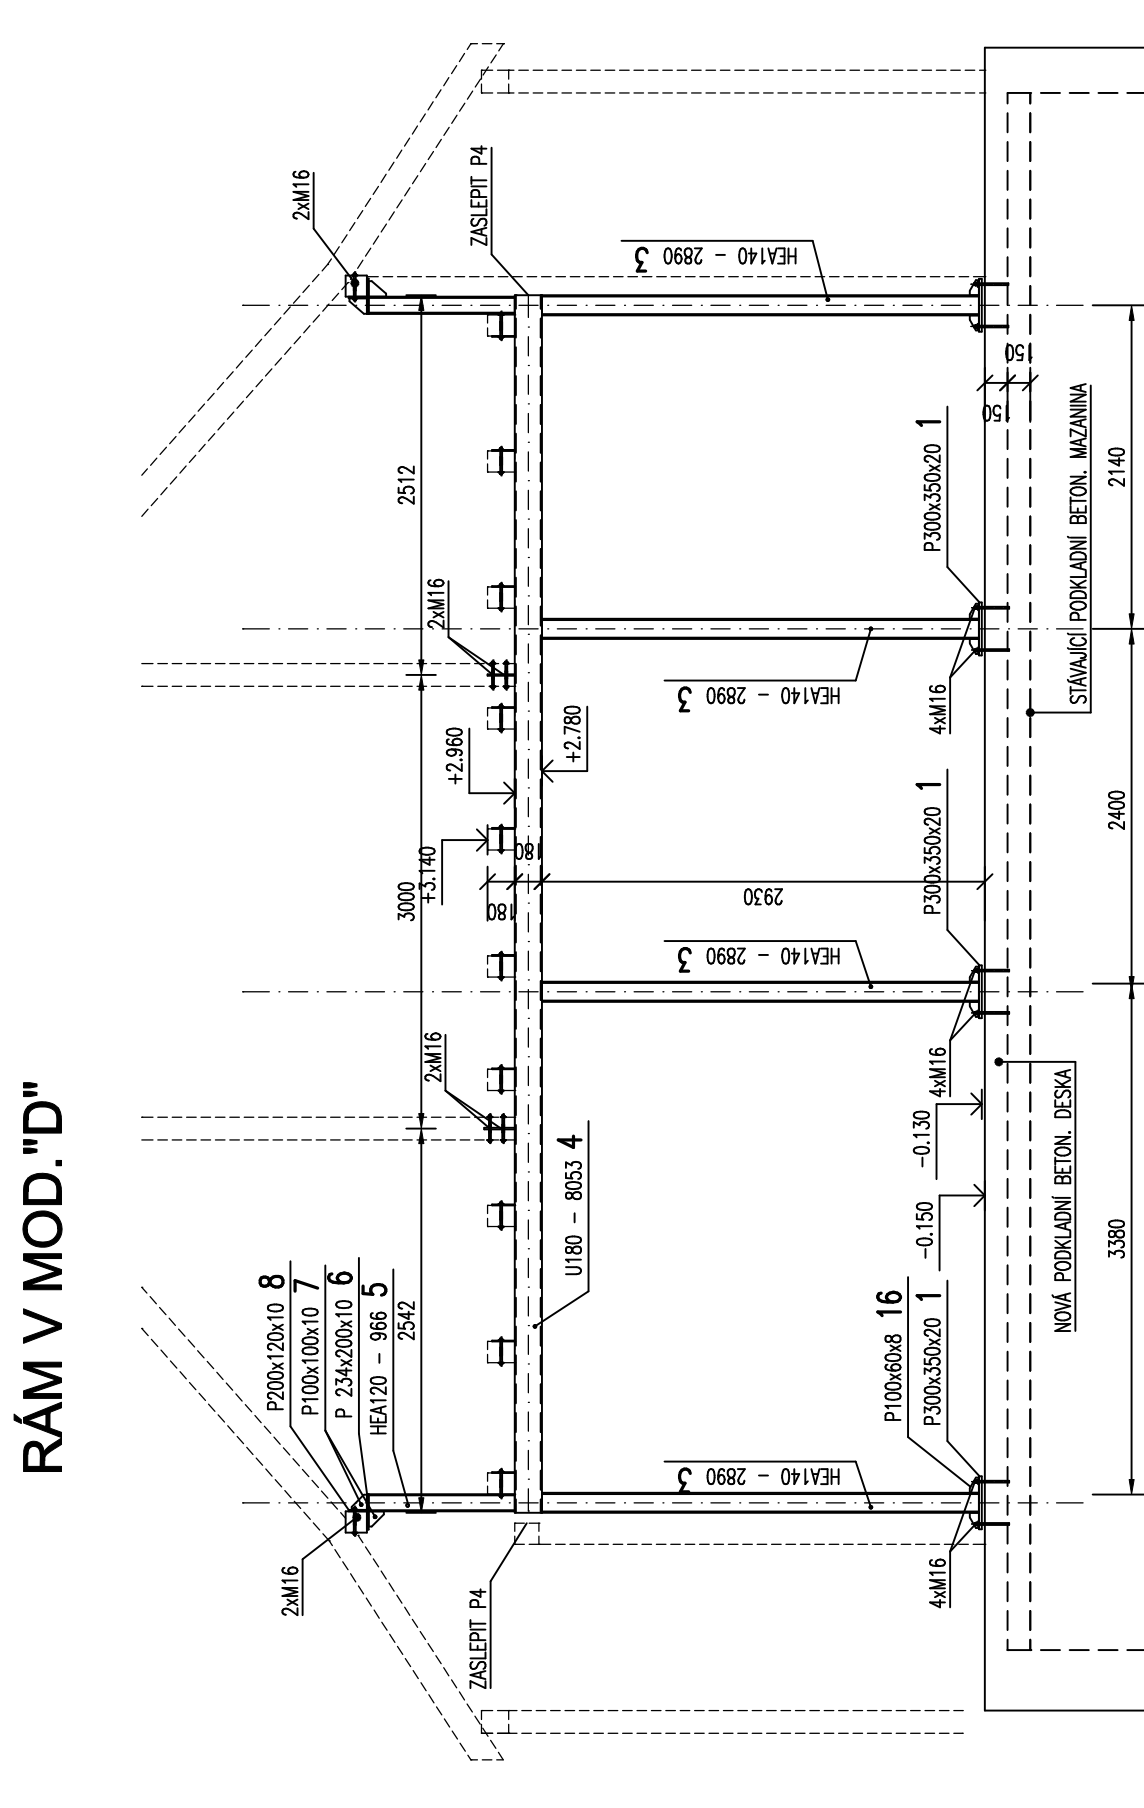 RÁM V MOD."D"
2xM16
P200x120x10 8
P100x100x10 7
P 234x200x10 6
HEA120 - 966 5
2542
3000
2512
2xM16
2xM16
2xM16
ZASLEPIT P4
ZASLEPIT P4
+3.140
+2.960
+2.780
180
180
2930
U180 - 8053 4
HEA140 - 2890 3
HEA140 - 2890 3
HEA140 - 2890 3
HEA140 - 2890 3
P100x60x8 16
P300x350x20 1
P300x350x20 1
P300x350x20 1
4xM16
4xM16
4xM16
-0.150
-0.130
150
150
NOVÁ PODKLADNÍ BETON. DESKA
STÁVAJÍCÍ PODKLADNÍ BETON. MAZANINA
3380
2400
2140